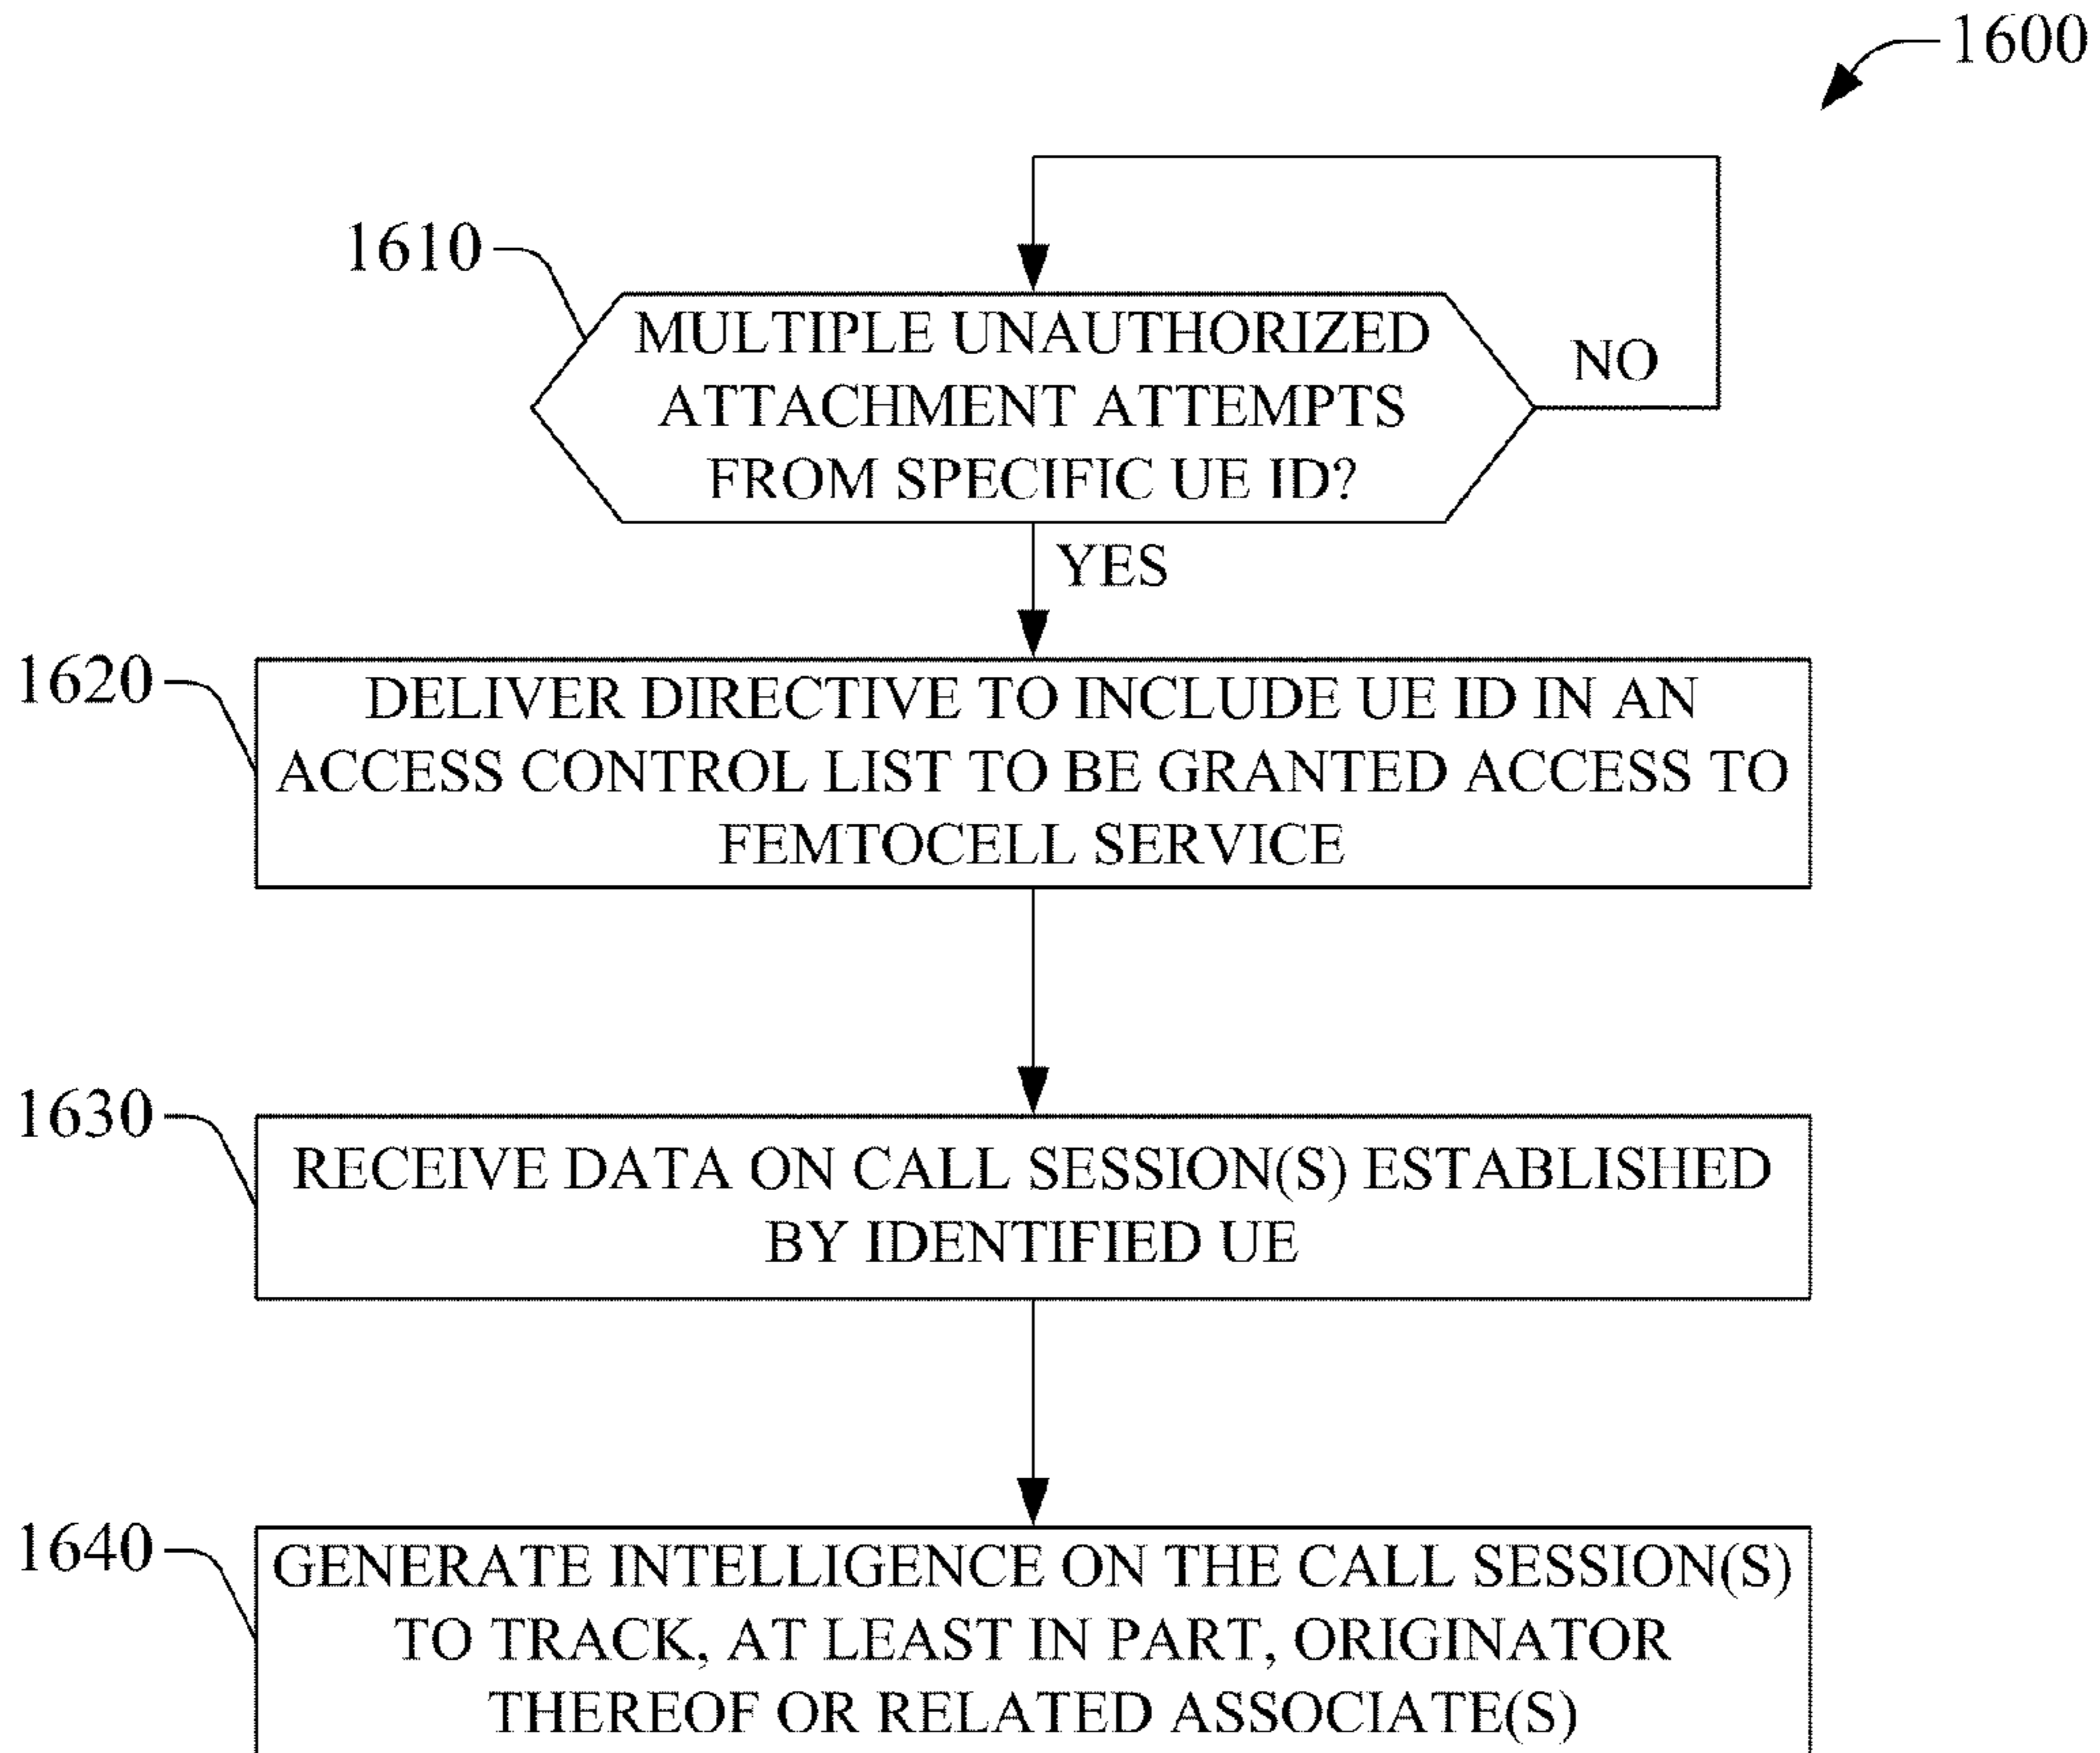 1600
1610
MULTIPLE UNAUTHORIZED
ATTACHMENT ATTEMPTS
FROM SPECIFIC UE ID?
NO
YES
1620
DELIVER DIRECTIVE TO INCLUDE UE ID IN AN
ACCESS CONTROL LIST TO BE GRANTED ACCESS TO
FEMTOCELL SERVICE
1630
RECEIVE DATA ON CALL SESSION(S) ESTABLISHED
BY IDENTIFIED UE
1640
GENERATE INTELLIGENCE ON THE CALL SESSION(S)
TO TRACK, AT LEAST IN PART, ORIGINATOR
THEREOF OR RELATED ASSOCIATE(S)